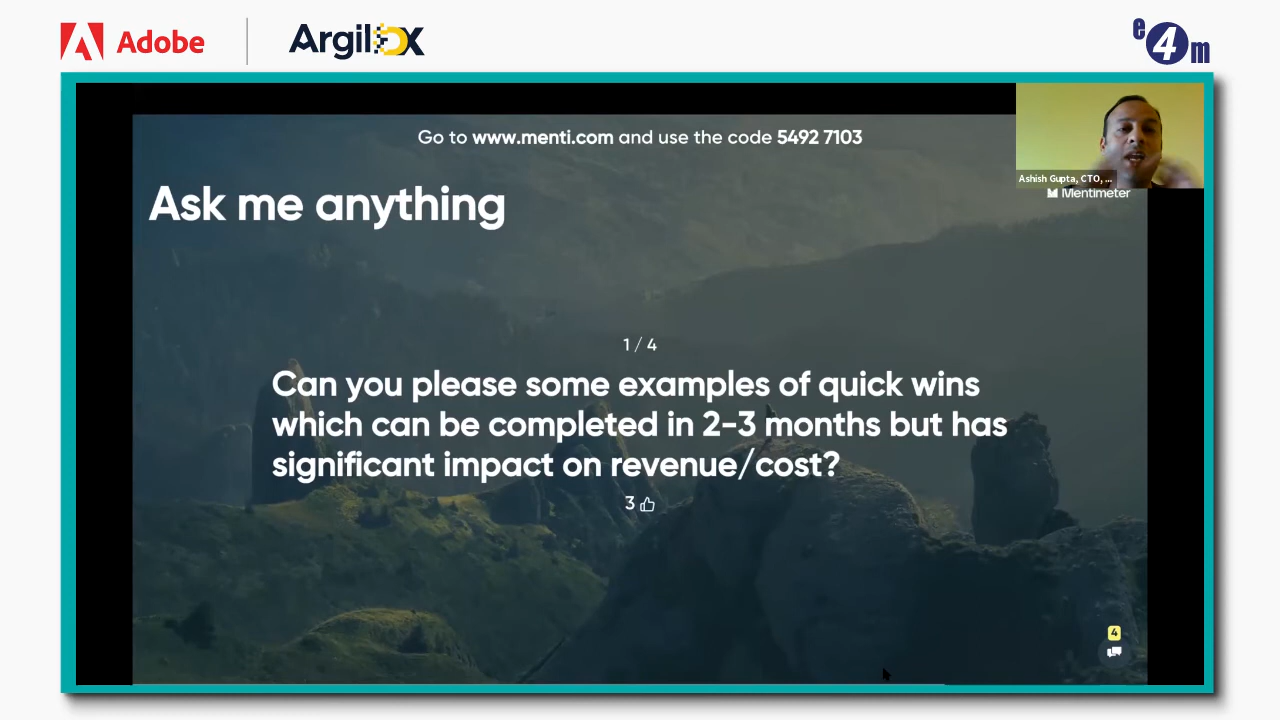 Adobe
ArgilDX
e4m
Go to www.menti.com and use the code 5492 7103
Ashish Gupta, CTO, ...
Mentimeter
Ask me anything
1 / 4
Can you please some examples of quick wins
which can be completed in 2-3 months but has
significant impact on revenue/cost?
3
4